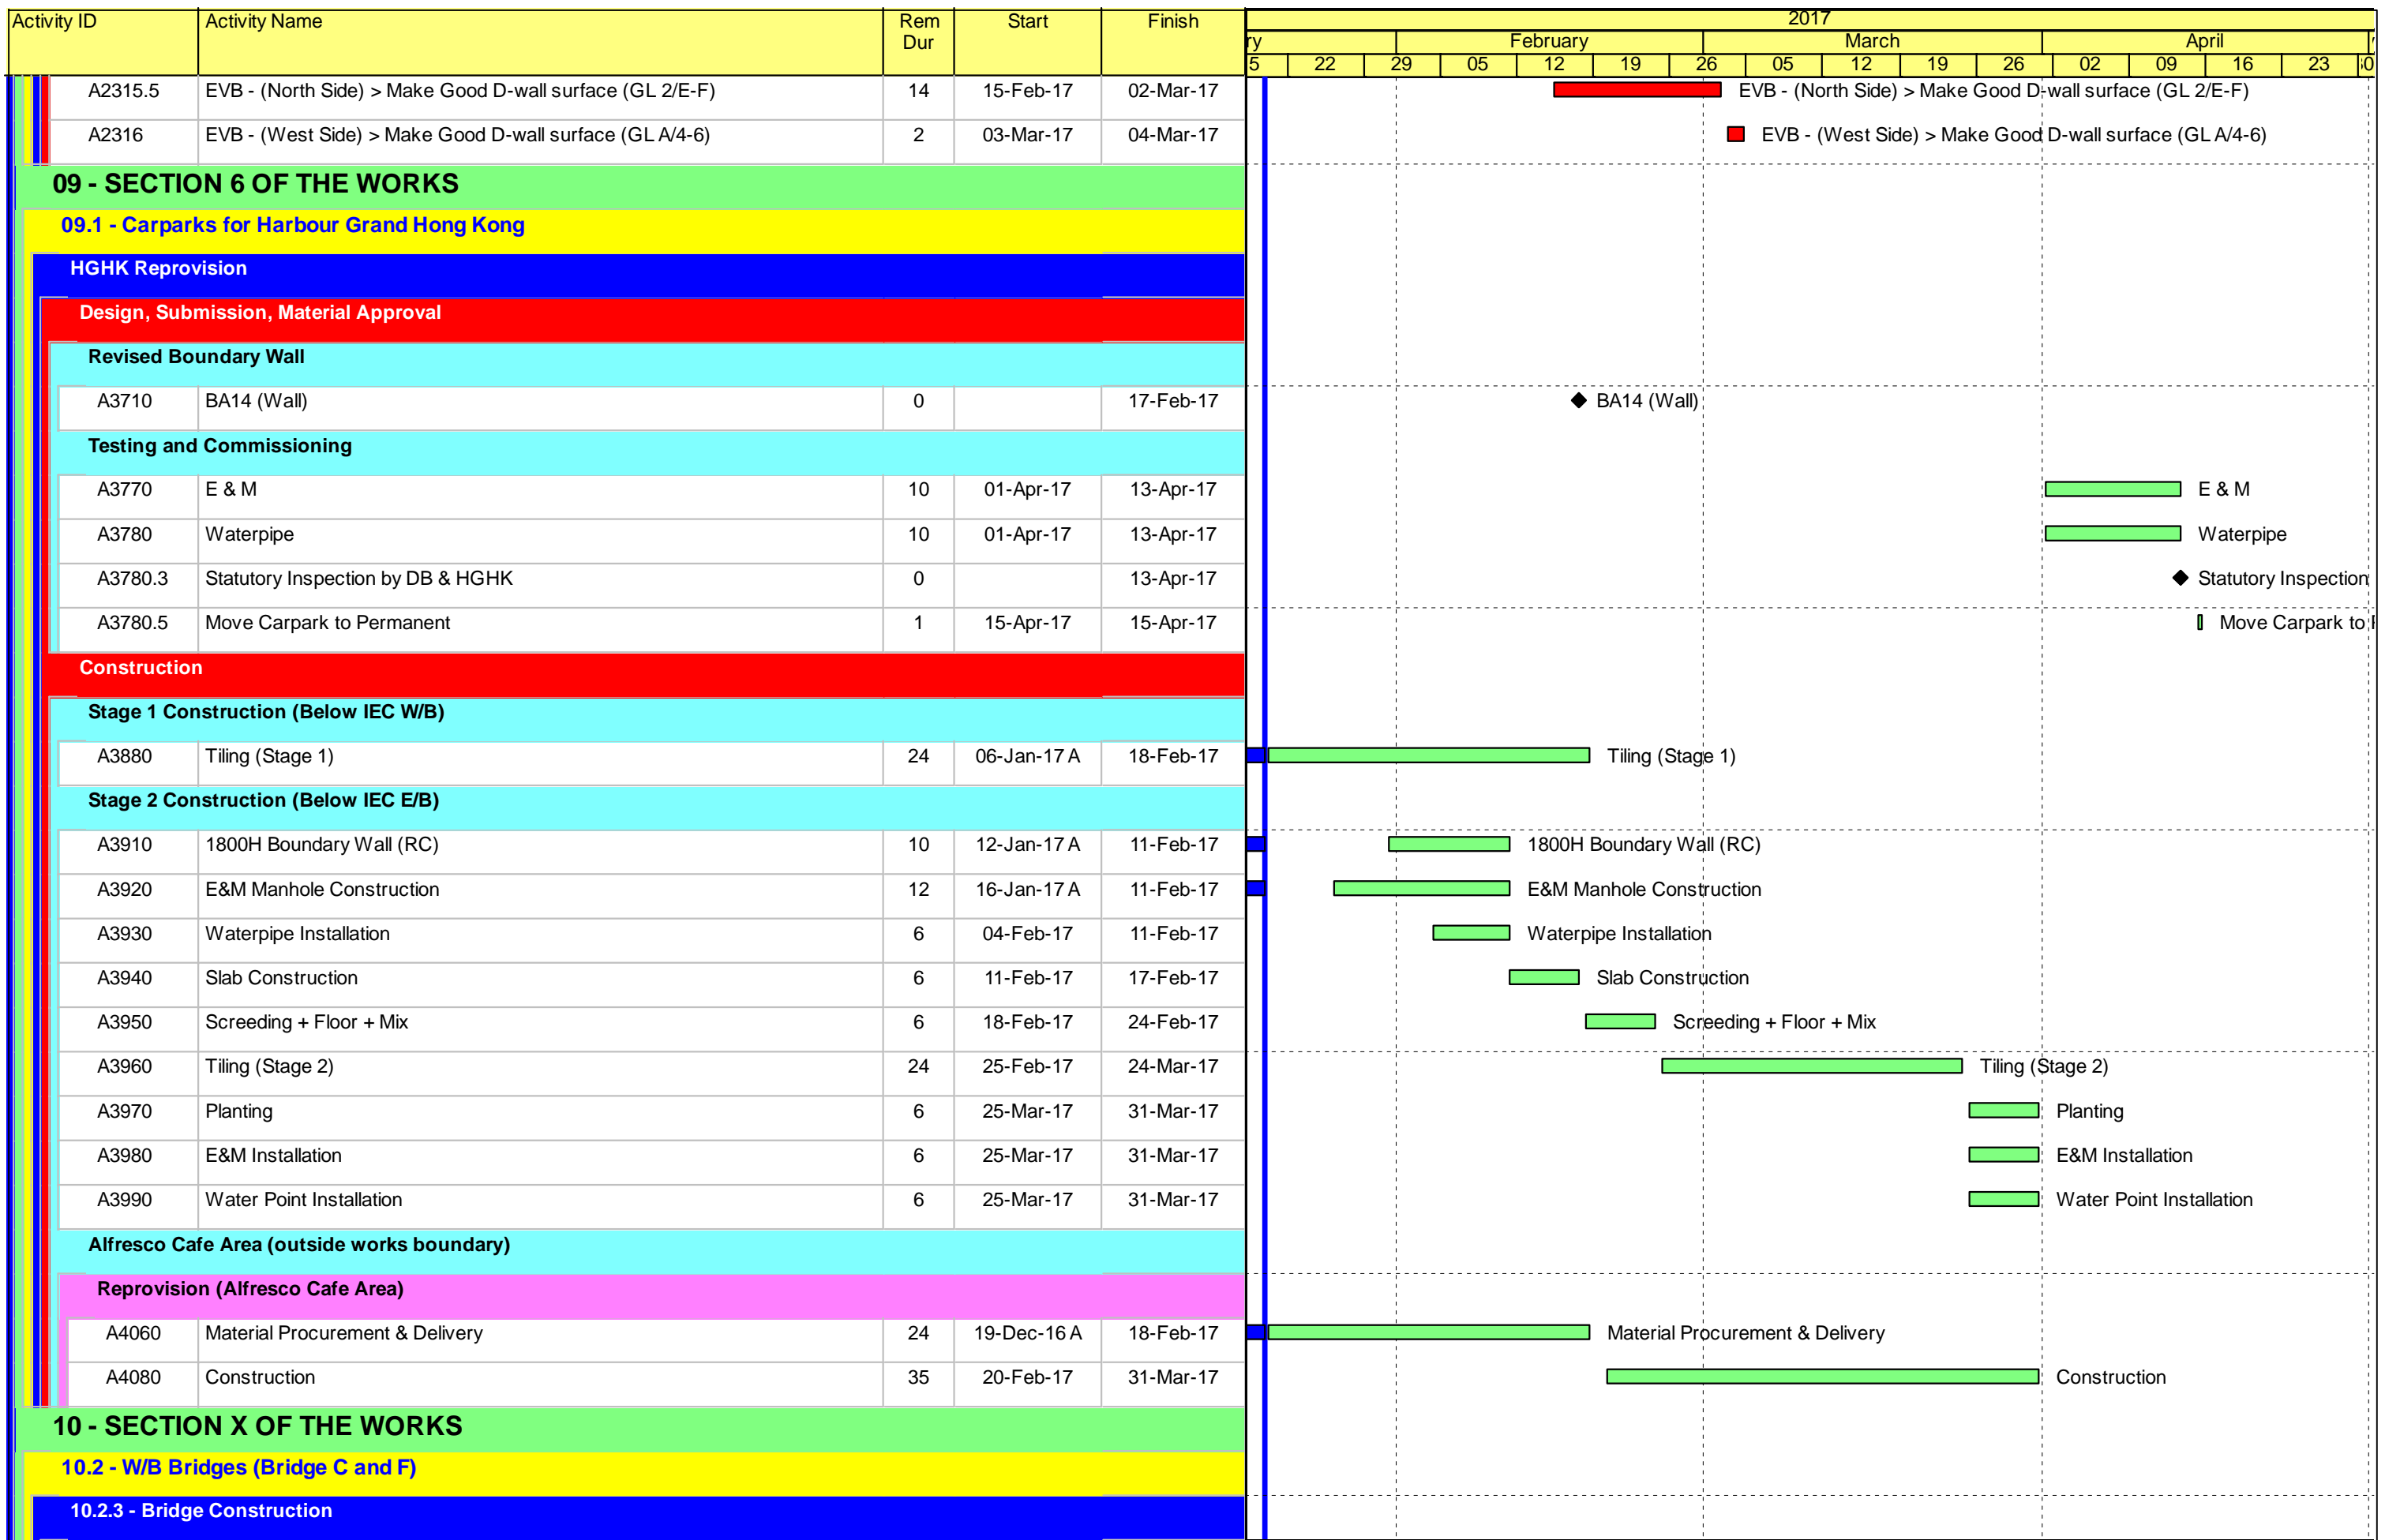 Activity ID Activity Name Rem Dur Start Finish 2017
ry February March April
5 22 29 05 12 19 26 05 12 19 26 02 09 16 23 30
A2315.5 EVB - (North Side) > Make Good D-wall surface (GL 2/E-F) 14 15-Feb-17 02-Mar-17 EVB - (North Side) > Make Good D-wall surface (GL 2/E-F)
A2316 EVB - (West Side) > Make Good D-wall surface (GL A/4-6) 2 03-Mar-17 04-Mar-17 EVB - (West Side) > Make Good D-wall surface (GL A/4-6)
09 - SECTION 6 OF THE WORKS
09.1 - Carparks for Harbour Grand Hong Kong
HGHK Reprovision
Design, Submission, Material Approval
Revised Boundary Wall
A3710 BA14 (Wall) 0 17-Feb-17 BA14 (Wall)
Testing and Commissioning
A3770 E & M 10 01-Apr-17 13-Apr-17 E & M
A3780 Waterpipe 10 01-Apr-17 13-Apr-17 Waterpipe
A3780.3 Statutory Inspection by DB & HGHK 0 13-Apr-17 Statutory Inspection
A3780.5 Move Carpark to Permanent 1 15-Apr-17 15-Apr-17 Move Carpark to
Construction
Stage 1 Construction (Below IEC W/B)
A3880 Tiling (Stage 1) 24 06-Jan-17 A 18-Feb-17 Tiling (Stage 1)
Stage 2 Construction (Below IEC E/B)
A3910 1800H Boundary Wall (RC) 10 12-Jan-17 A 11-Feb-17 1800H Boundary Wall (RC)
A3920 E&M Manhole Construction 12 16-Jan-17 A 11-Feb-17 E&M Manhole Construction
A3930 Waterpipe Installation 6 04-Feb-17 11-Feb-17 Waterpipe Installation
A3940 Slab Construction 6 11-Feb-17 17-Feb-17 Slab Construction
A3950 Screeding + Floor + Mix 6 18-Feb-17 24-Feb-17 Screeding + Floor + Mix
A3960 Tiling (Stage 2) 24 25-Feb-17 24-Mar-17 Tiling (Stage 2)
A3970 Planting 6 25-Mar-17 31-Mar-17 Planting
A3980 E&M Installation 6 25-Mar-17 31-Mar-17 E&M Installation
A3990 Water Point Installation 6 25-Mar-17 31-Mar-17 Water Point Installation
Alfresco Cafe Area (outside works boundary)
Reprovision (Alfresco Cafe Area)
A4060 Material Procurement & Delivery 24 19-Dec-16 A 18-Feb-17 Material Procurement & Delivery
A4080 Construction 35 20-Feb-17 31-Mar-17 Construction
10 - SECTION X OF THE WORKS
10.2 - W/B Bridges (Bridge C and F)
10.2.3 - Bridge Construction